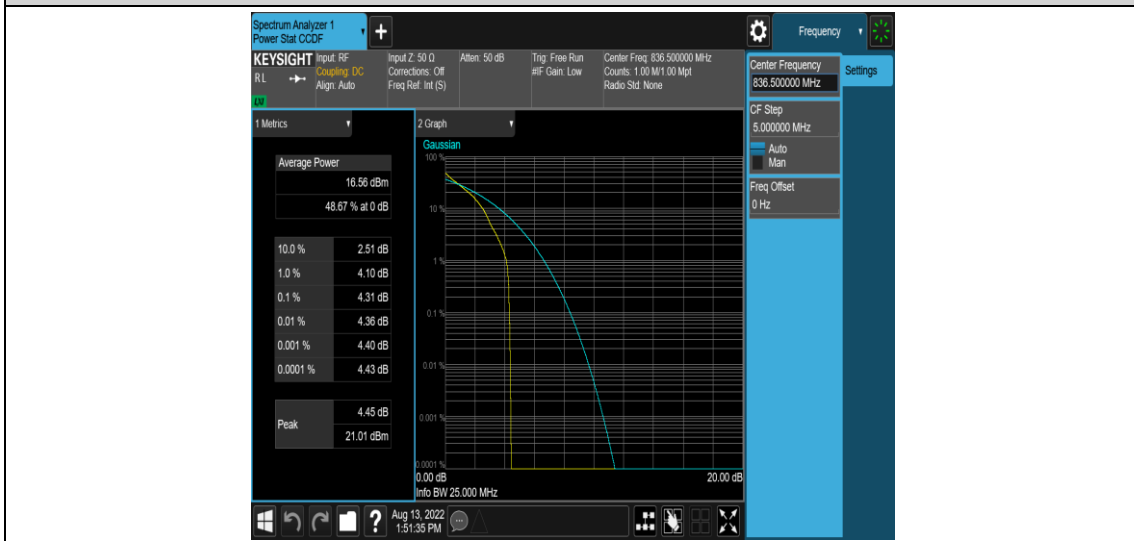 Spectrum Analyzer 1
Power Stat CCDF
+
Frequency
KEYSIGHT
RL
LXI
Input: RF
Coupling: DC
Align: Auto
Input Z: 50 Ω
Corrections: Off
Freq Ref: Int (S)
Atten: 50 dB
Trig: Free Run
#IF Gain: Low
Center Freq: 836.500000 MHz
Counts: 1.00 M/1.00 Mpt
Radio Std: None
Center Frequency
836.500000 MHz
Settings
CF Step
5.000000 MHz
Auto
Man
Freq Offset
0 Hz
1 Metrics
Average Power
16.56 dBm
48.67 % at 0 dB
10.0 % 2.51 dB
1.0 % 4.10 dB
0.1 % 4.31 dB
0.01 % 4.36 dB
0.001 % 4.40 dB
0.0001 % 4.43 dB
Peak 4.45 dB
21.01 dBm
2 Graph
Gaussian
100 %
10 %
1 %
0.1 %
0.01 %
0.001 %
0.0001 %
0.00 dB 20.00 dB
Info BW 25.000 MHz
?
Aug 13, 2022
1:51:35 PM